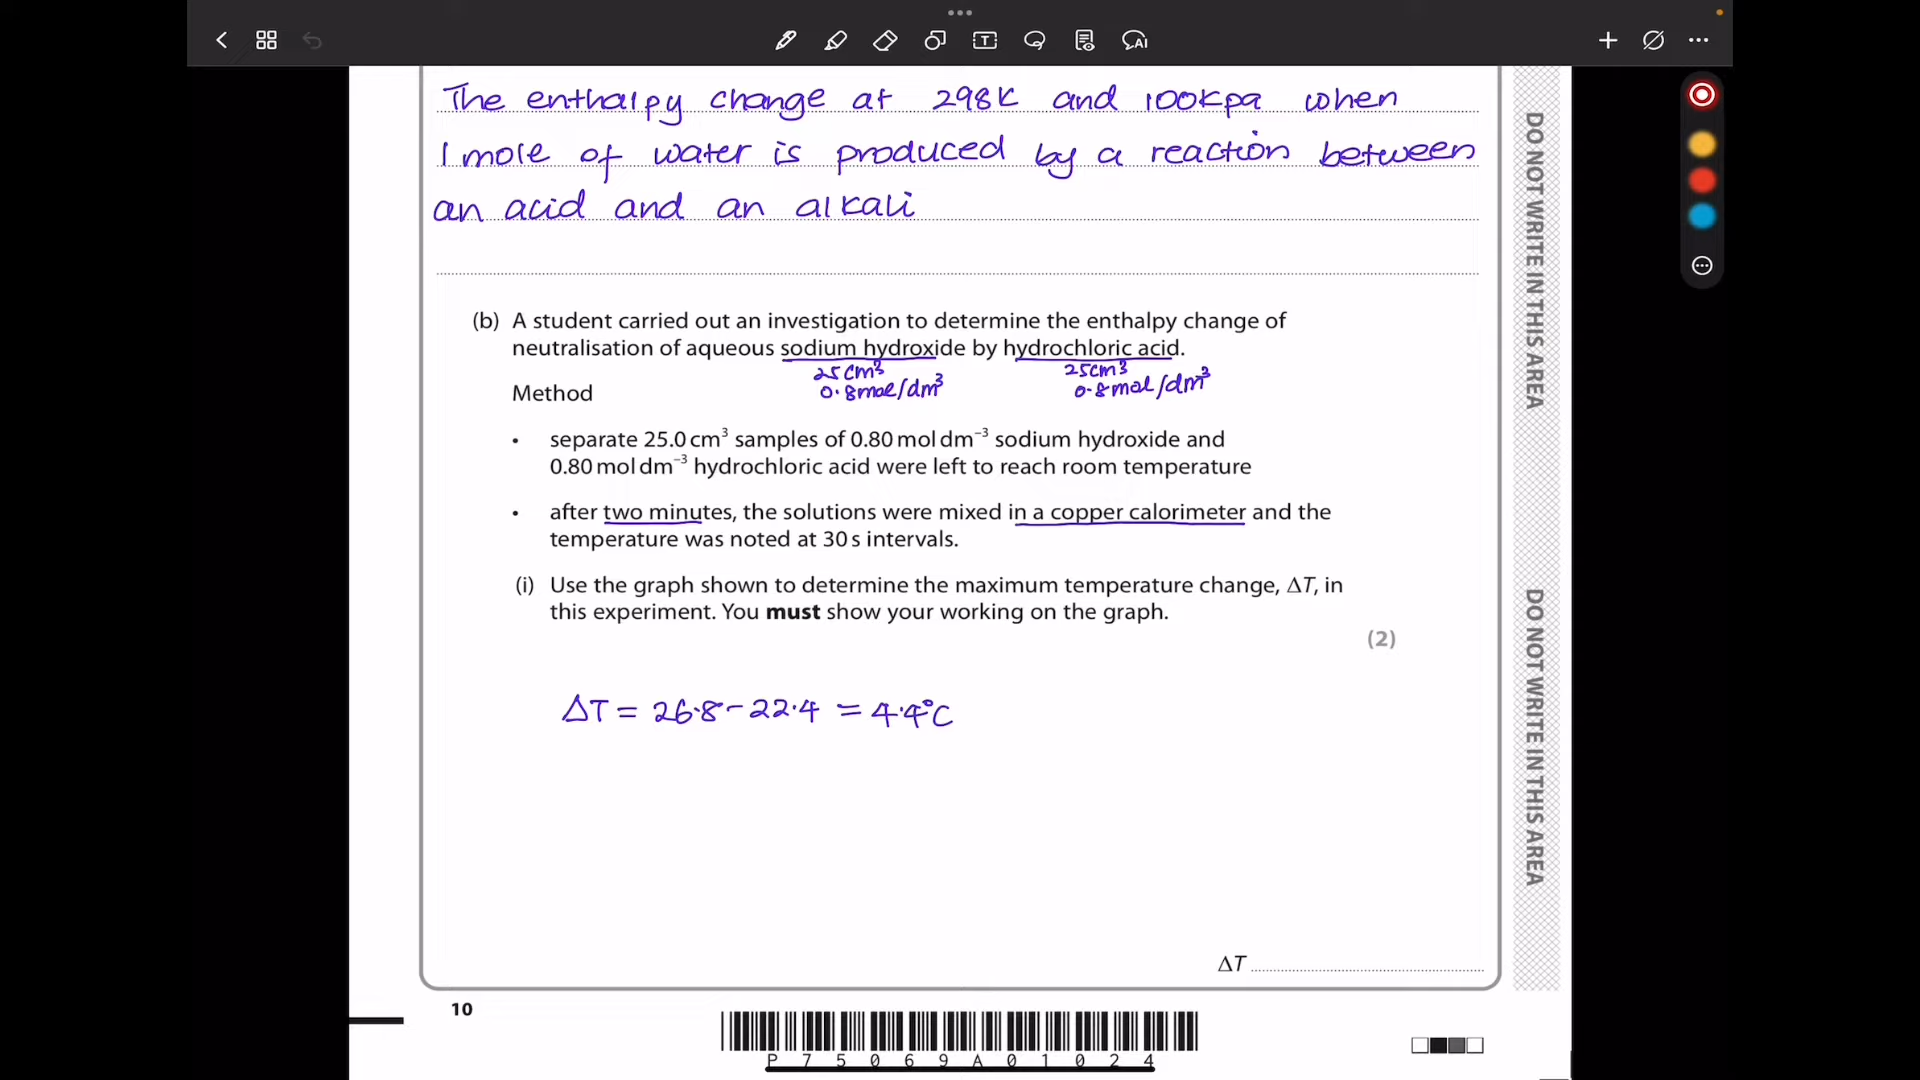 AI
The enthalpy change at 298K and 100Kpa when
1 mole of water is produced by a reaction between
an acid and an alkali
(b) A student carried out an investigation to determine the enthalpy change of
neutralisation of aqueous sodium hydroxide by hydrochloric acid.
25cm³ 25cm³
0.8mol/dm³ 0.8mol/dm³
Method
• separate 25.0 cm³ samples of 0.80 mol dm⁻³ sodium hydroxide and
0.80 mol dm⁻³ hydrochloric acid were left to reach room temperature
• after two minutes, the solutions were mixed in a copper calorimeter and the
temperature was noted at 30 s intervals.
(i) Use the graph shown to determine the maximum temperature change, ΔT, in
this experiment. You must show your working on the graph.
(2)
ΔT = 26.8 - 22.4 = 4.4°C
ΔT
10
P 7 5 0 6 9 A 0 1 0 2 4
DO NOT WRITE IN THIS AREA
DO NOT WRITE IN THIS AREA